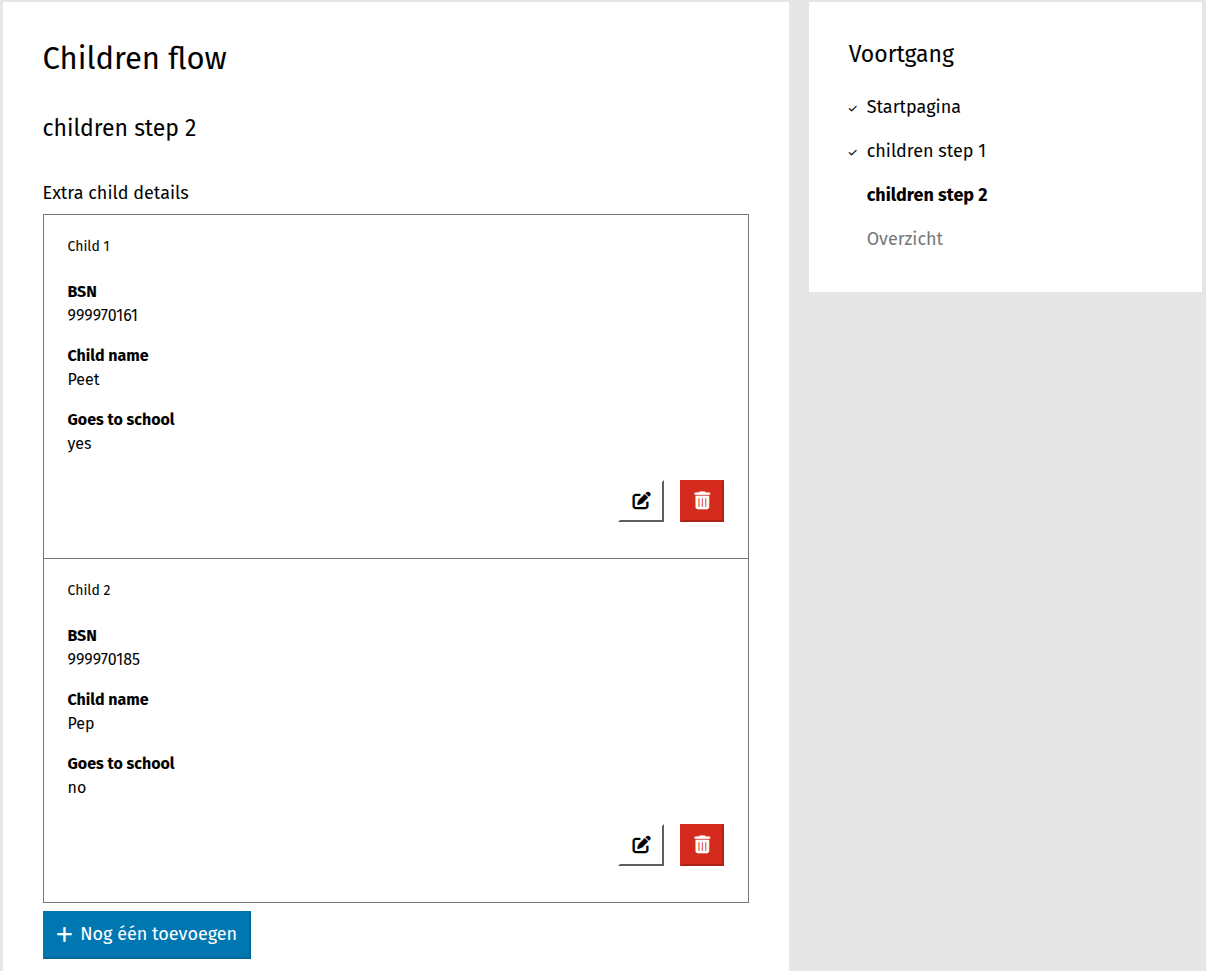 Children flow
children step 2
Extra child details
Child 1
BSN
999970161
Child name
Peet
Goes to school
yes
Child 2
BSN
999970185
Child name
Pep
Goes to school
no
Nog één toevoegen
Voortgang
Startpagina
children step 1
children step 2
Overzicht